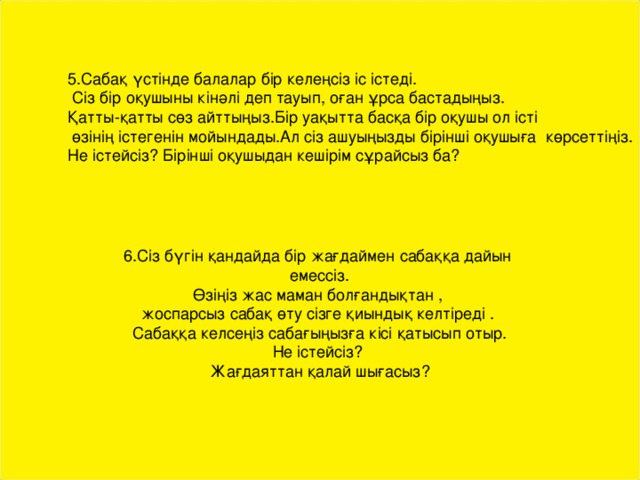 5.Сабақ үстінде балалар бір келеңсіз іс істеді.
Сіз бір оқушыны кінәлі деп тауып, оған ұрса бастадыңыз.
Қатты-қатты сөз айттыңыз.Бір уақытта басқа бір оқушы ол істі
өзінің істегенін мойындады.Ал сіз ашуыңызды бірінші оқушыға көрсеттіңіз.
Не істейсіз? Бірінші оқушыдан кешірім сұрайсыз ба?
6.Сіз бүгін қандайда бір жағдаймен сабаққа дайын
емессіз.
Өзіңіз жас маман болғандықтан ,
жоспарсыз сабақ өту сізге қиындық келтіреді .
Сабаққа келсеңіз сабағыңызға кісі қатысып отыр.
Не істейсіз?
Жағдаяттан қалай шығасыз?